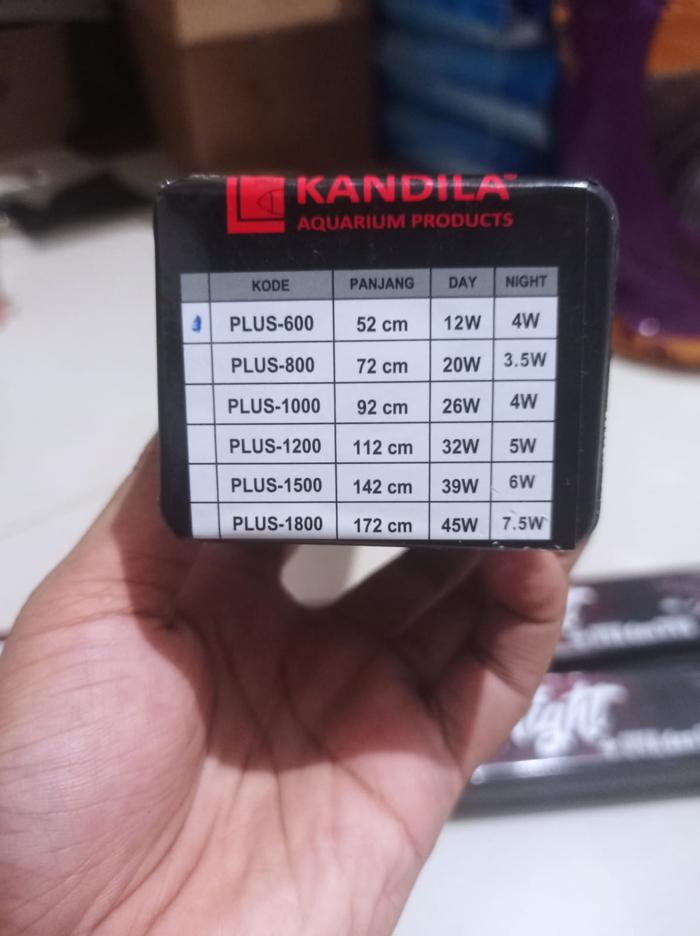 KANDILA
AQUARIUM PRODUCTS
KODE PANJANG DAY NIGHT
PLUS-600 52 cm 12W 4W
PLUS-800 72 cm 20W 3.5W
PLUS-1000 92 cm 26W 4W
PLUS-1200 112 cm 32W 5W
PLUS-1500 142 cm 39W 6W
PLUS-1800 172 cm 45W 7.5W